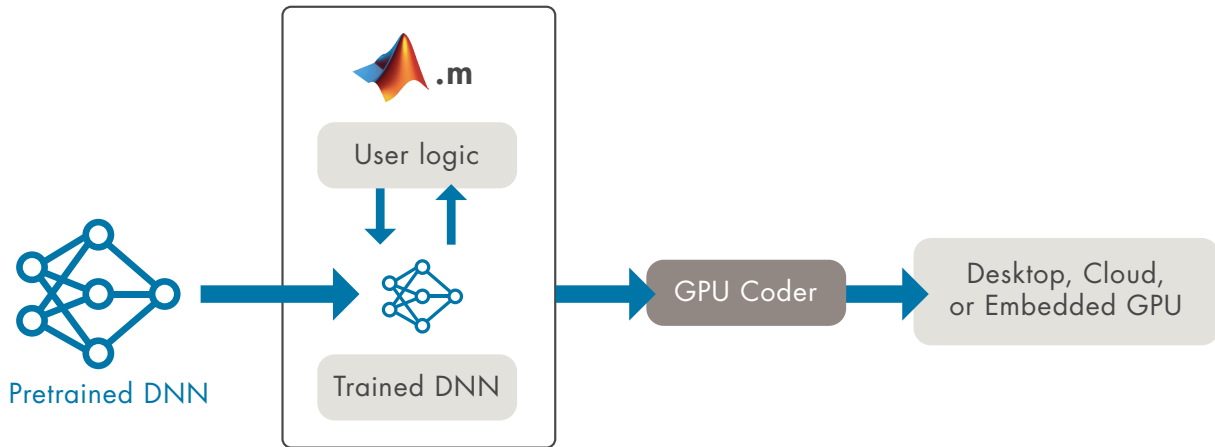 .m
User logic
Pretrained DNN
Trained DNN
GPU Coder
Desktop, Cloud,
or Embedded GPU